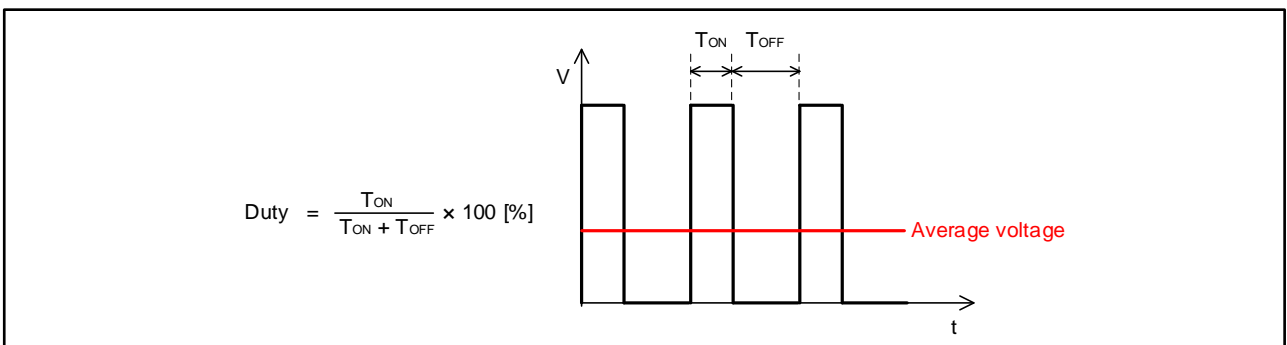 TON TOFF
V
Duty = TON / TON + TOFF × 100 [%]
Average voltage
t